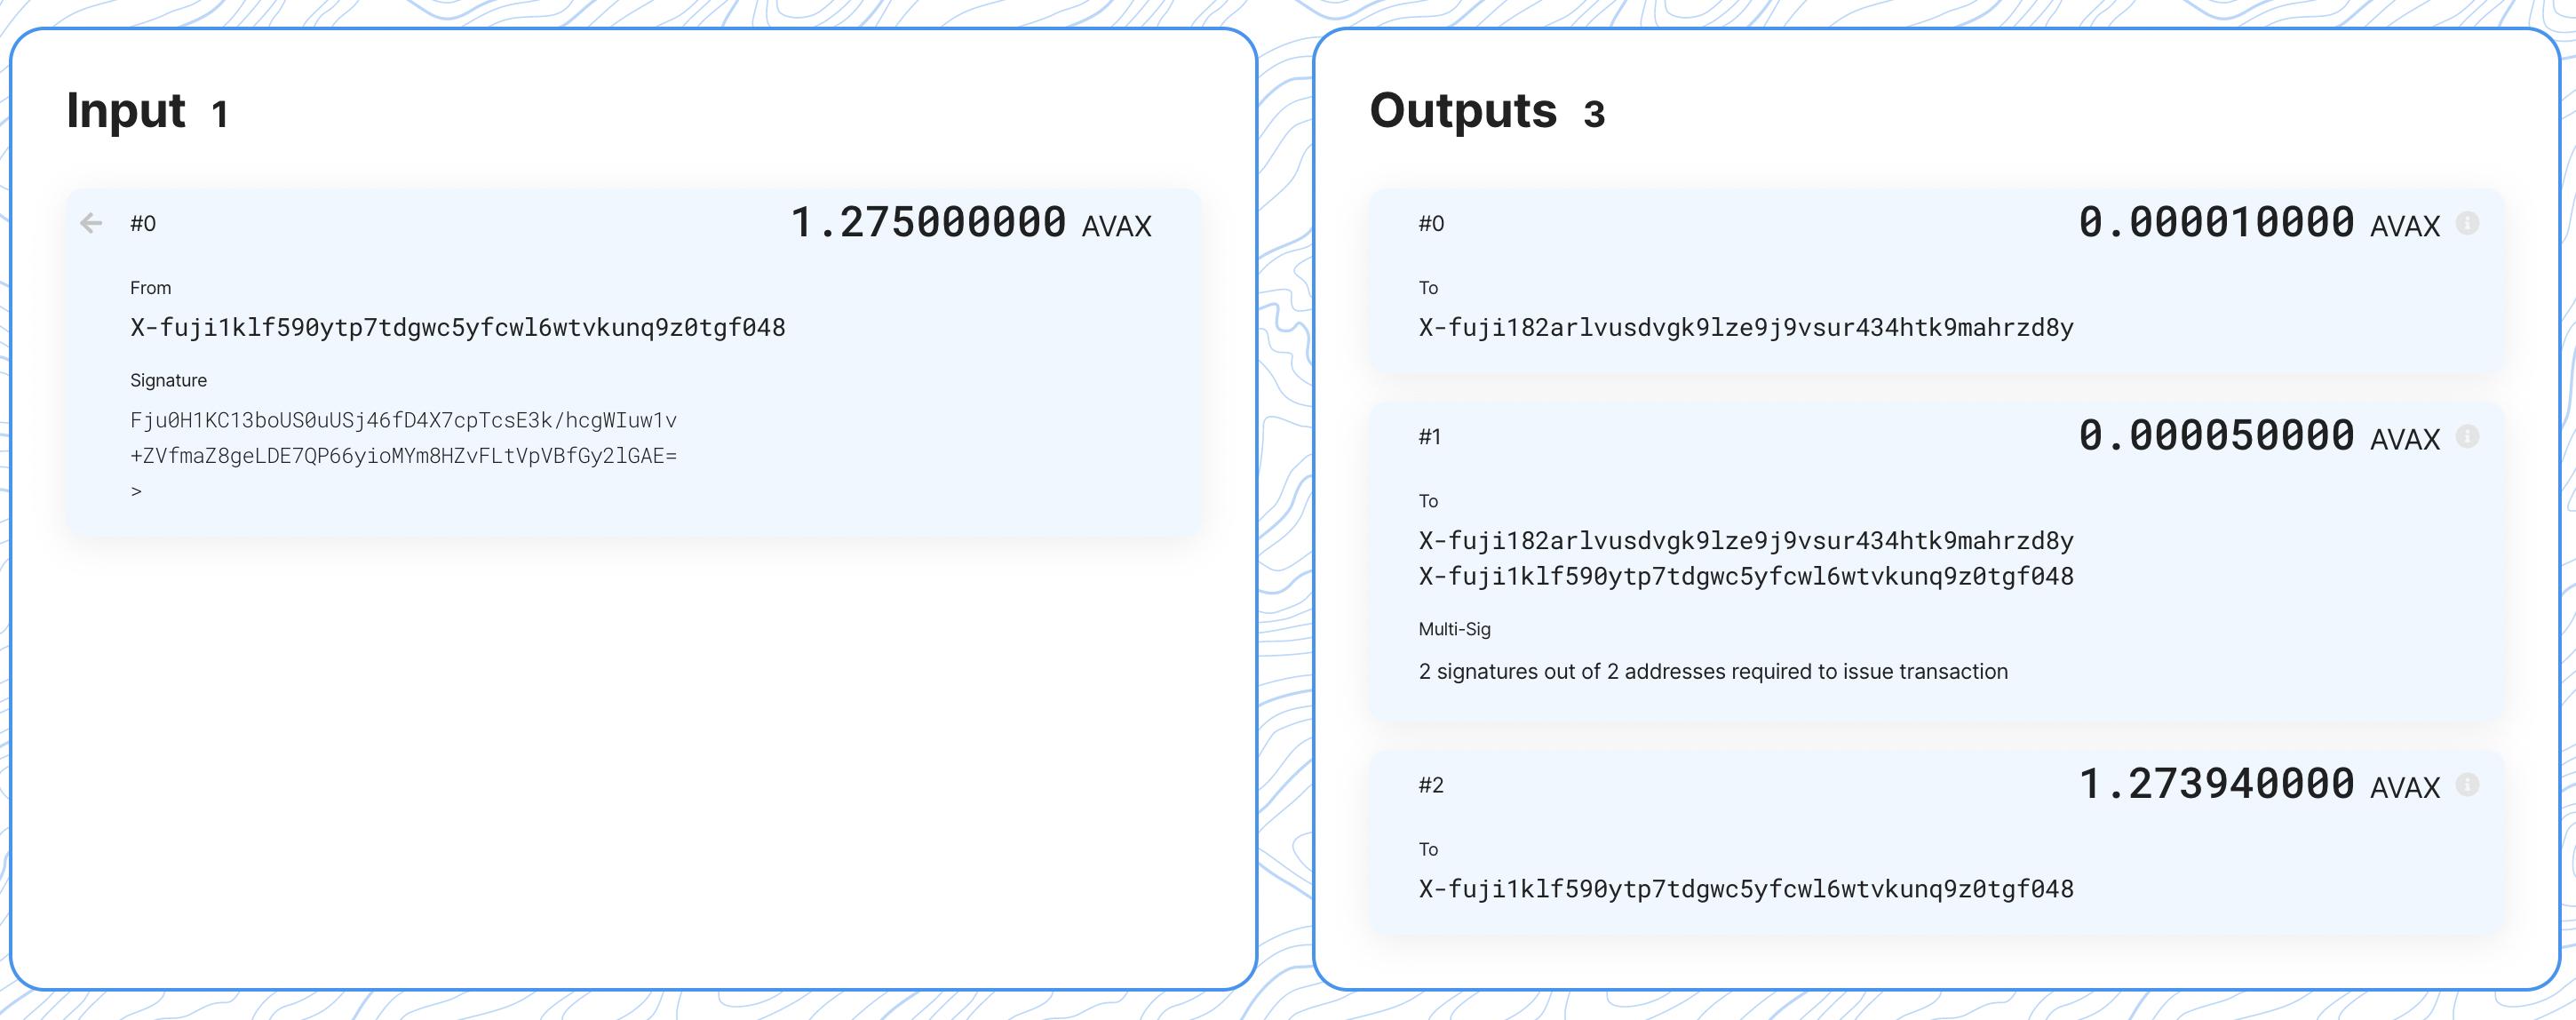 Input 1
#0 1.275000000 AVAX
From
X-fuji1klf590ytp7tdgwc5yfcwl6wtvkunq9z0tgf048
Signature
Fju0H1KC13boUS0uUSj46fD4X7cpTcsE3k/hcgWIuw1v
+ZVfmaZ8geLDE7QP66yioMYm8HZvFLtVpVBfGy2lGAE=
>
Outputs 3
#0 0.000010000 AVAX
To
X-fuji182arlvusdvgk9lze9j9vsur434htk9mahrzd8y
#1 0.000050000 AVAX
To
X-fuji182arlvusdvgk9lze9j9vsur434htk9mahrzd8y
X-fuji1klf590ytp7tdgwc5yfcwl6wtvkunq9z0tgf048
Multi-Sig
2 signatures out of 2 addresses required to issue transaction
#2 1.273940000 AVAX
To
X-fuji1klf590ytp7tdgwc5yfcwl6wtvkunq9z0tgf048